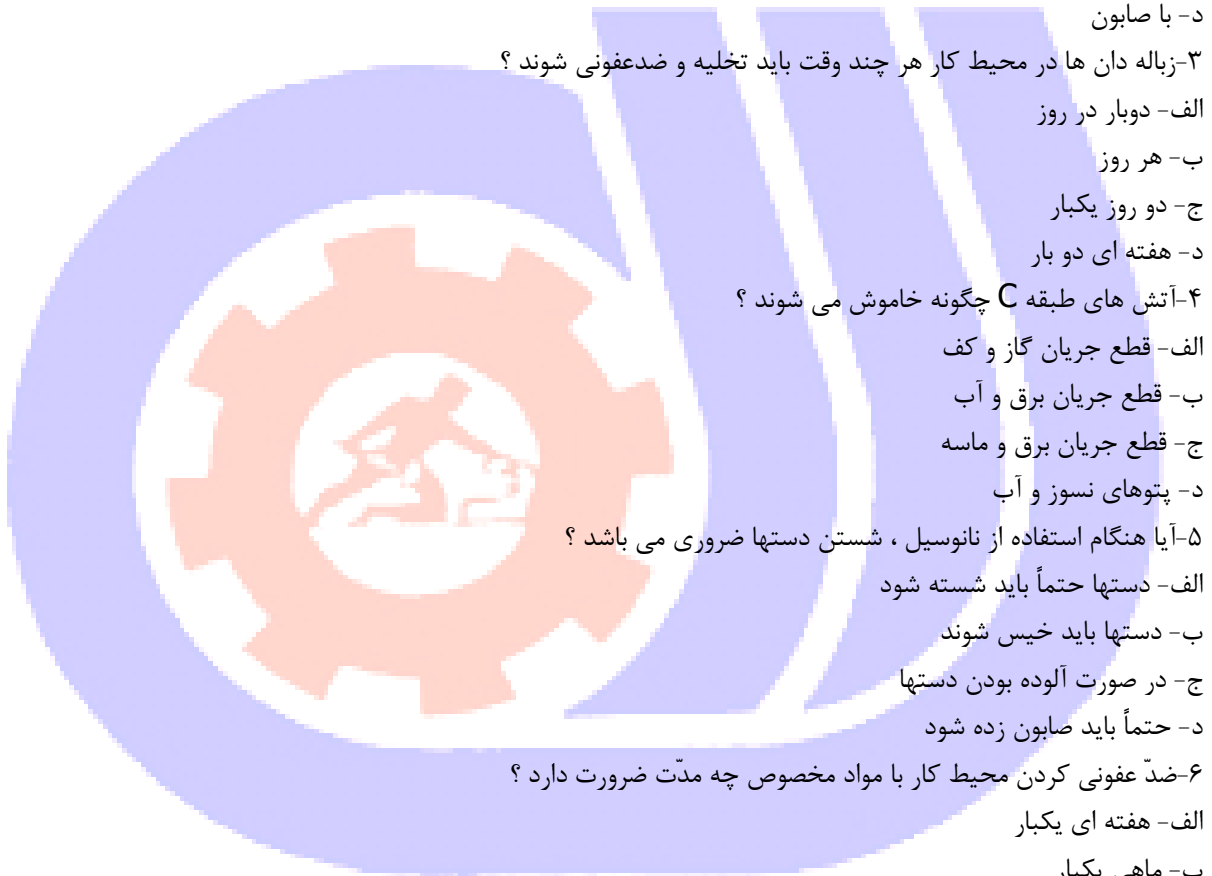 د- با صابون
۳-زباله دان ها در محیط کار هر چند وقت باید تخلیه و ضدعفونی شوند ؟
الف- دوبار در روز
ب- هر روز
ج- دو روز یکبار
د- هفته ای دو بار
۴-آتش های طبقه C چگونه خاموش می شوند ؟
الف- قطع جریان گاز و کف
ب- قطع جریان برق و آب
ج- قطع جریان برق و ماسه
د- پتوهای نسوز و آب
۵-آیا هنگام استفاده از نانوسیل ، شستن دستها ضروری می باشد ؟
الف- دستها حتماً باید شسته شود
ب- دستها باید خیس شوند
ج- در صورت آلوده بودن دستها
د- حتماً باید صابون زده شود
۶-ضدّ عفونی کردن محیط کار با مواد مخصوص چه مدّت ضرورت دارد ؟
الف- هفته ای یکبار
ب- ماهی یکبار